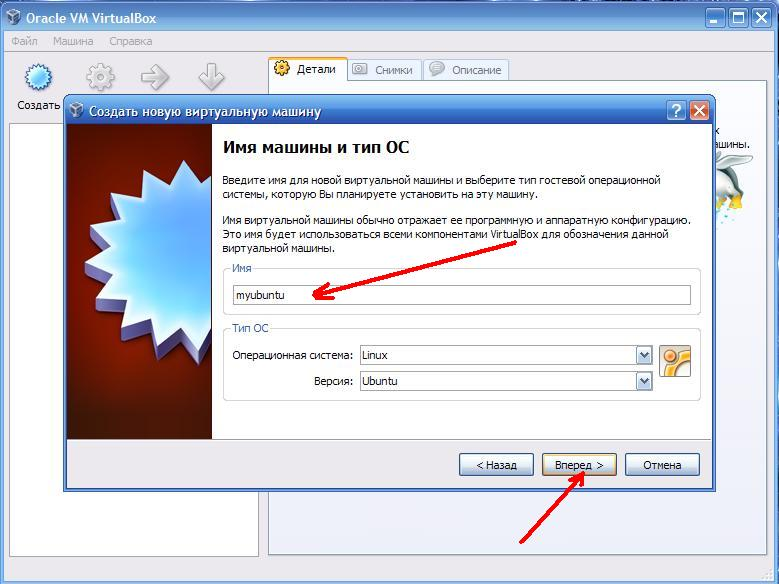 Oracle VM VirtualBox
Файл Машина Справка
Создать
Детали Снимки Описание
Создать новую виртуальную машину
Имя машины и тип ОС
Введите имя для новой виртуальной машины и выберите тип гостевой операционной
системы, которую Вы планируете установить на эту машину.
Имя виртуальной машины обычно отражает ее программную и аппаратную конфигурацию.
Это имя будет использоваться всеми компонентами VirtualBox для обозначения данной
виртуальной машины.
Имя
myubuntu
Тип ОС
Операционная система: Linux
Версия: Ubuntu
< Назад Вперед > Отмена